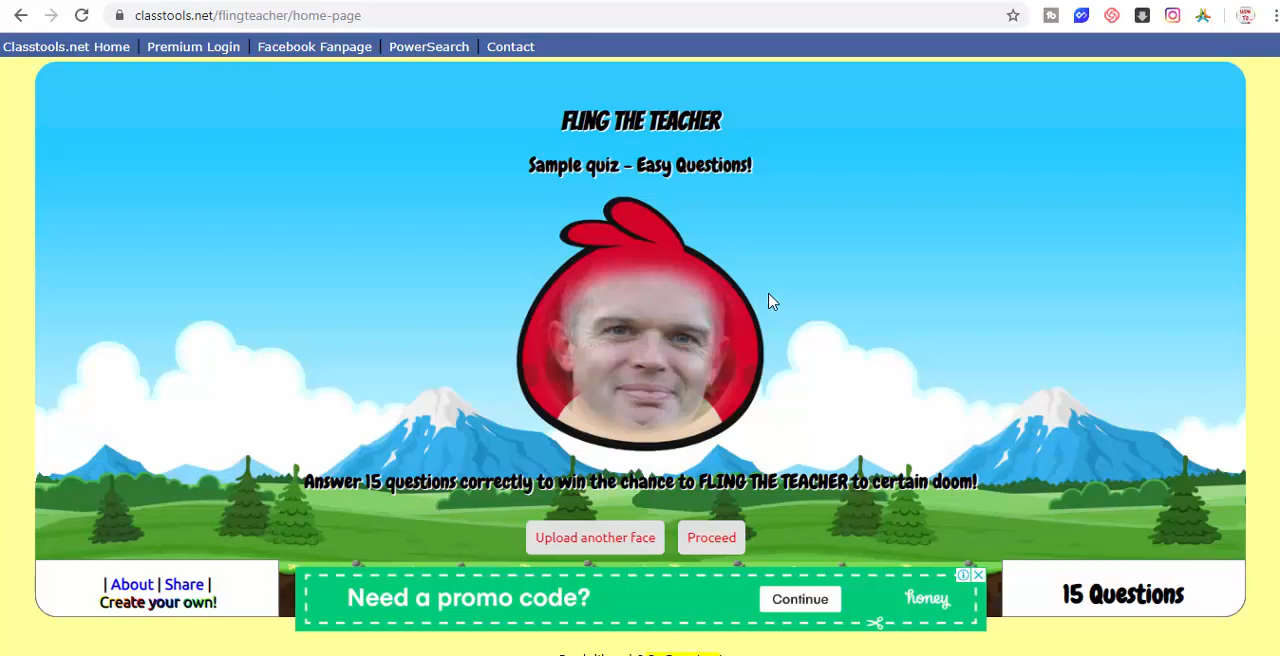 classtools.net/flingteacher/home-page
Classtools.net Home | Premium Login | Facebook Fanpage | PowerSearch | Contact
FLING THE TEACHER
Sample quiz - Easy Questions!
Answer 15 questions correctly to win the chance to FLING THE TEACHER to certain doom!
Upload another face Proceed
| About | Share |
Create your own!
Need a promo code? Continue honey
15 Questions